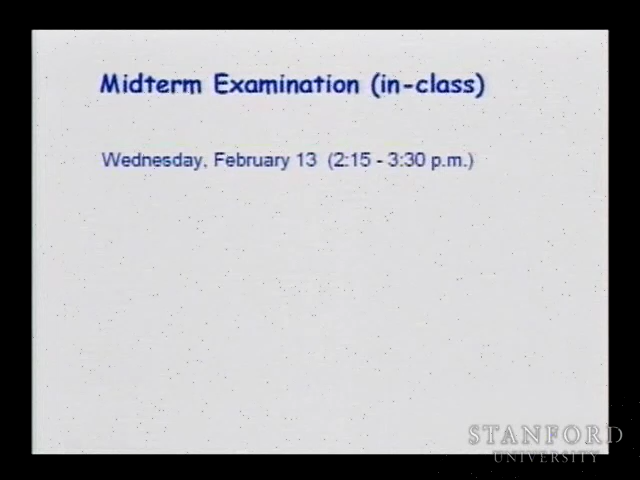 Midterm Examination (in-class)
Wednesday, February 13 (2:15 - 3:30 p.m.)
STANFORD
UNIVERSITY